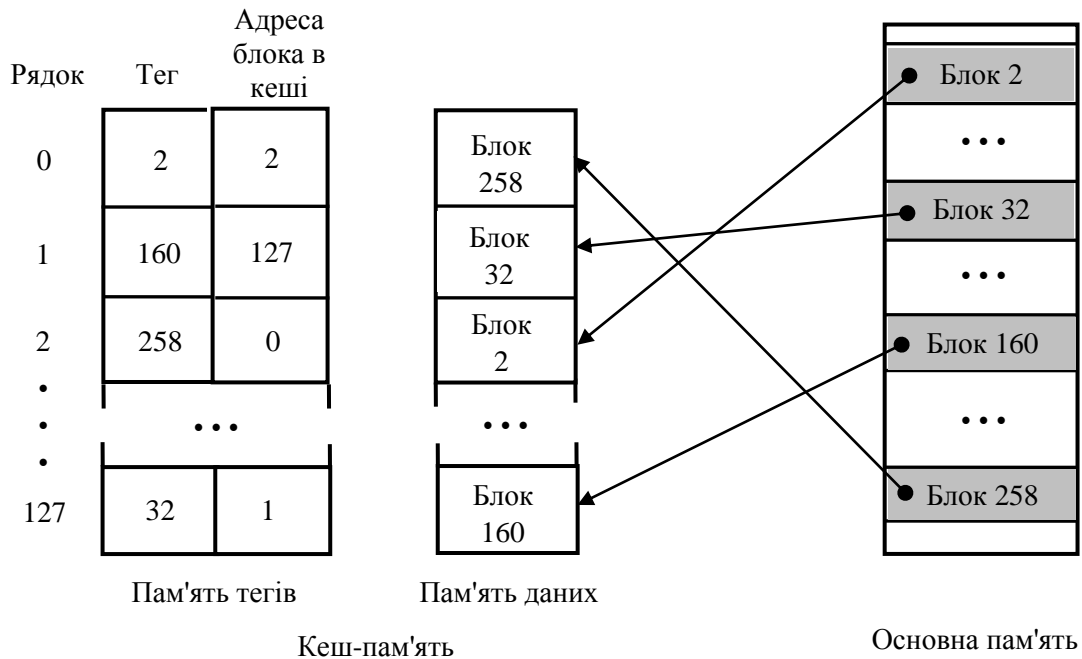 Адреса
блока в
кеші
Рядок
Тег
0
2
2
1
160
127
2
258
0
• • •
127
32
1
Блок
258
Блок
32
Блок
2
• • •
Блок
160
Блок 2
• • •
Блок 32
• • •
Блок 160
• • •
Блок 258
Пам'ять тегів
Пам'ять даних
Кеш-пам'ять
Основна пам'ять